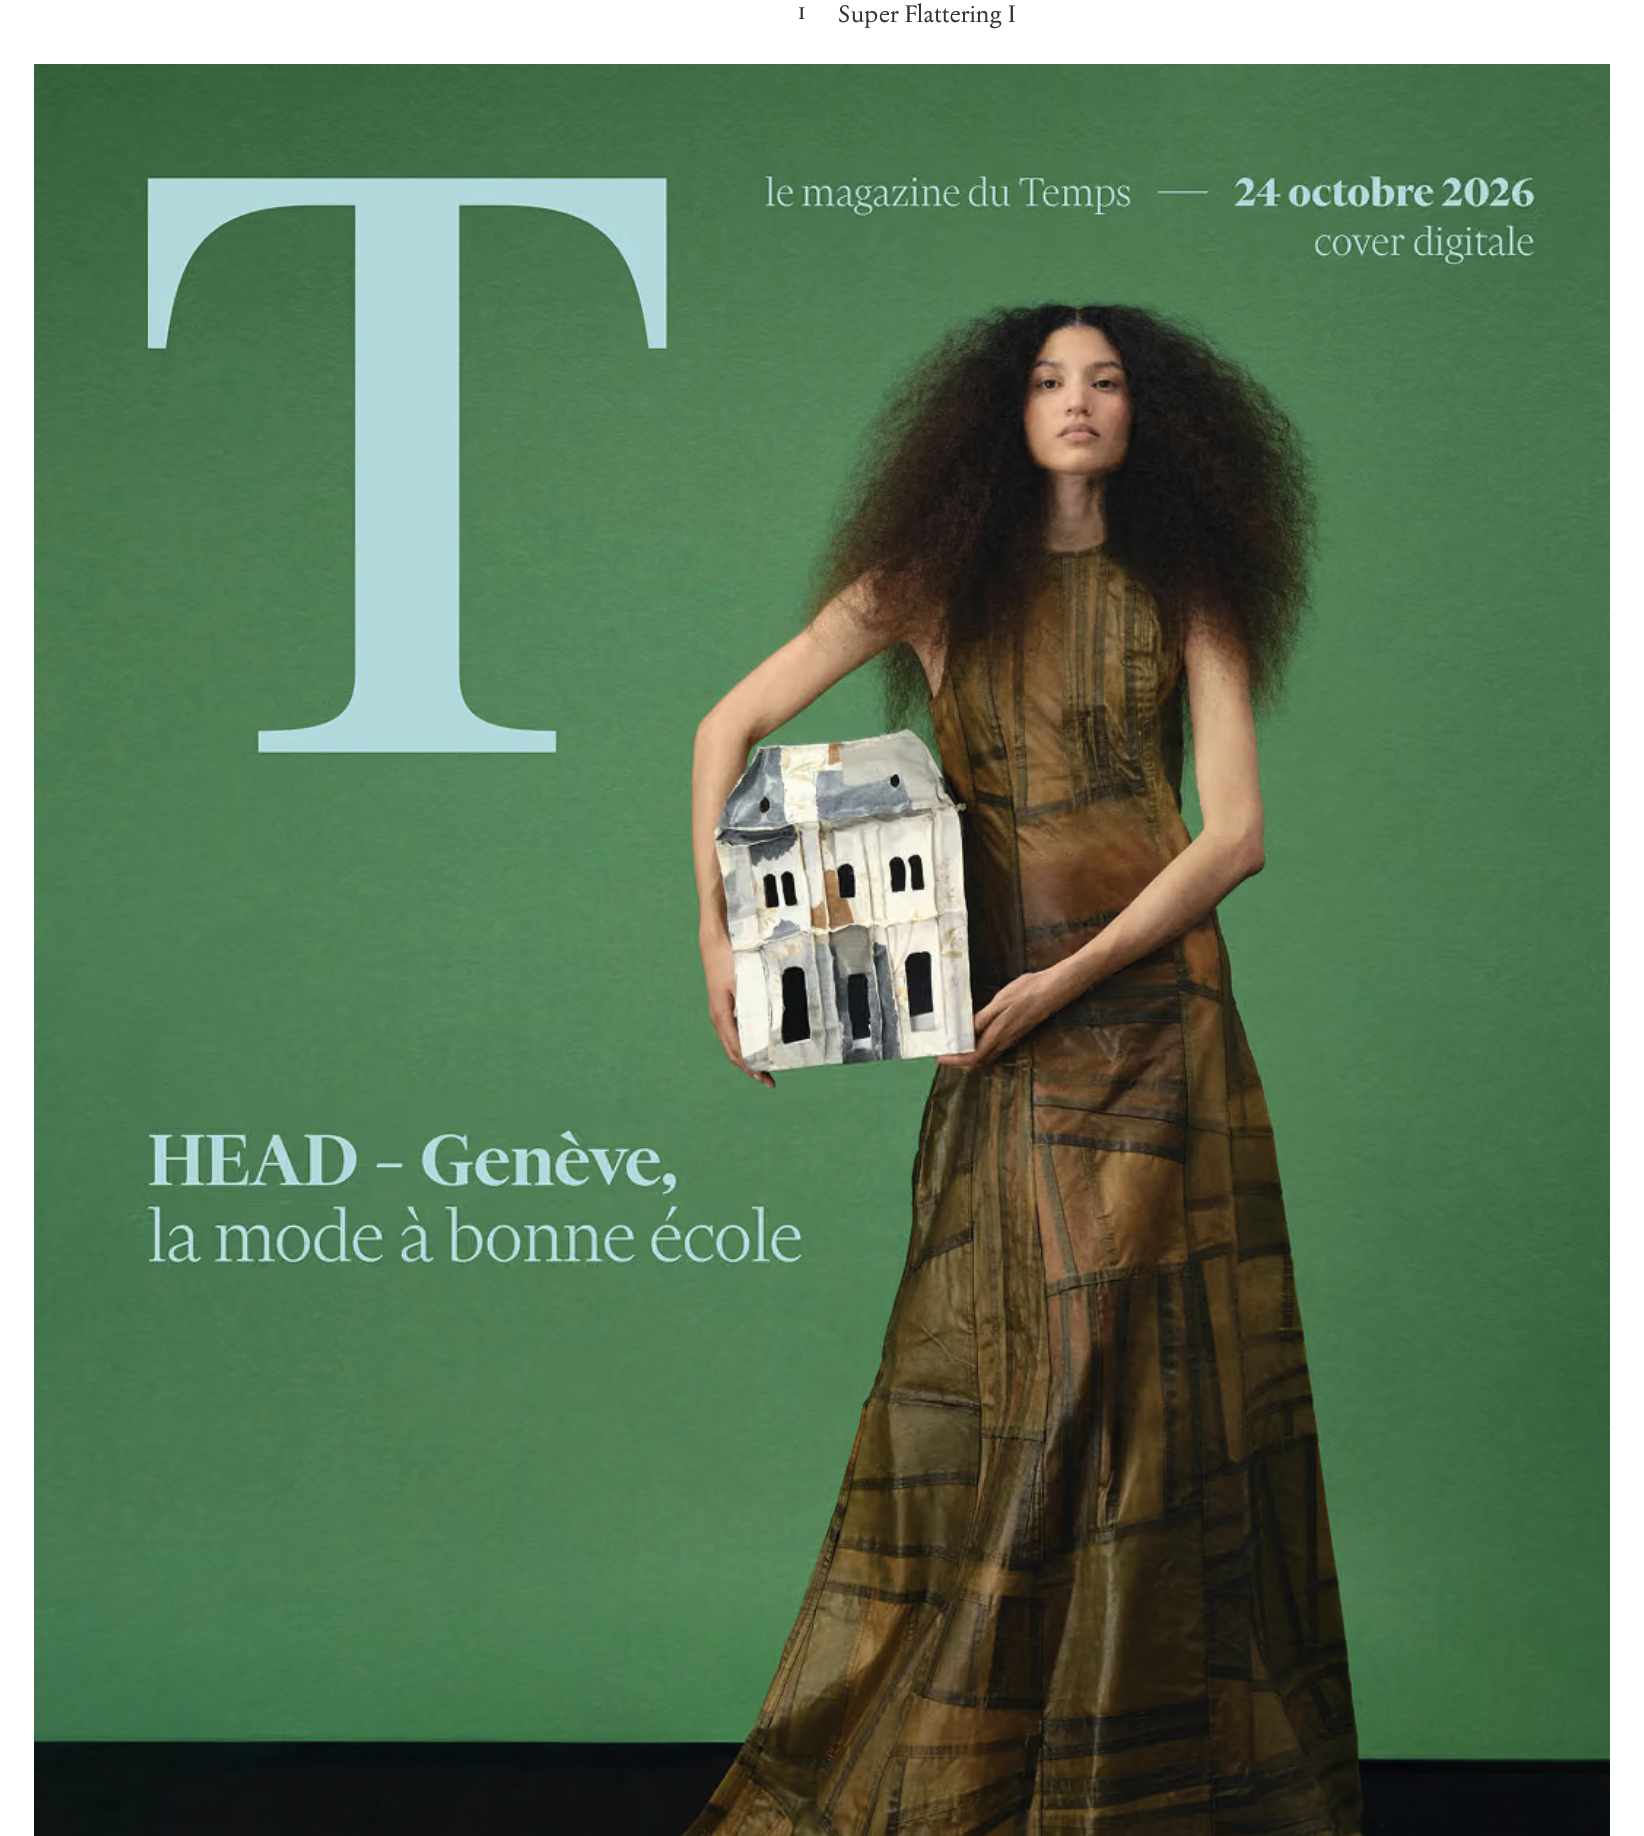 I Super Flattering I
T
le magazine du Temps — 24 octobre 2026
cover digitale
HEAD – Genève,
la mode à bonne école